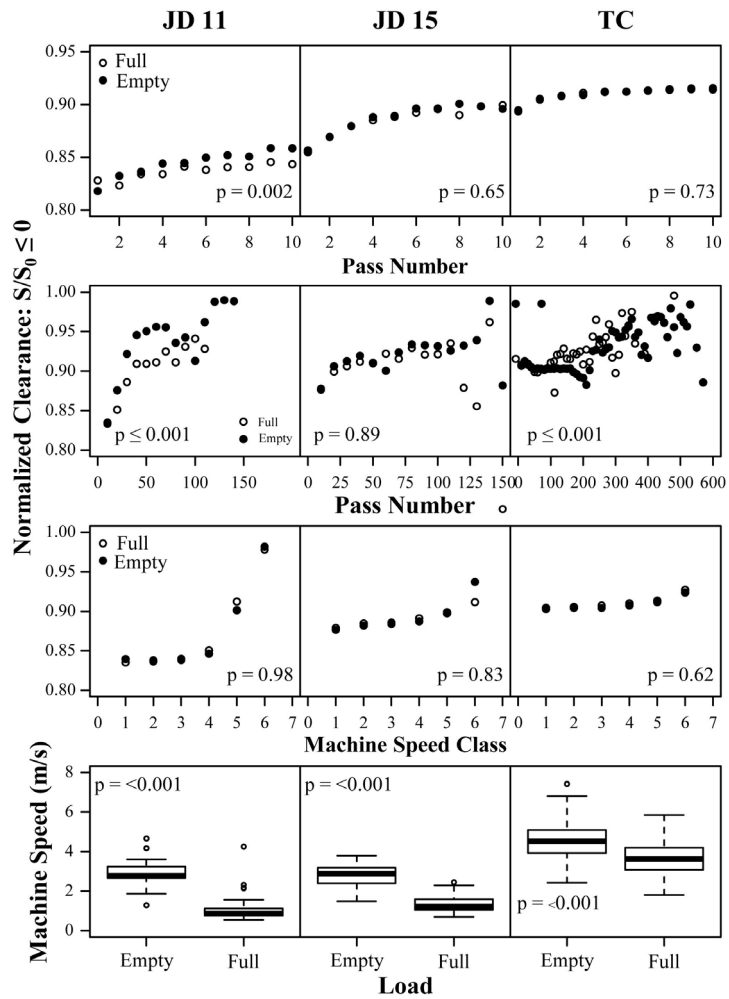 JD 11 JD 15 TC
Normalized Clearance: S/S0 ≤ 0
0.95
0.90
0.85
0.80
Full
Empty
p = 0.002
p = 0.65
p = 0.73
2 4 6 8 10 2 4 6 8 10 2 4 6 8 10
Pass Number
1.00
0.95
0.90
0.85
0.80
Full
Empty
p ≤ 0.001
p = 0.89
p ≤ 0.001
0 50 100 150 0 25 50 75 100 125 150 0 100 200 300 400 500 600
Pass Number
1.00
0.95
0.90
0.85
0.80
Full
Empty
p = 0.98
p = 0.83
p = 0.62
0 1 2 3 4 5 6 7 0 1 2 3 4 5 6 7 0 1 2 3 4 5 6 7
Machine Speed Class
Machine Speed (m/s)
8
6
4
2
0
p = <0.001
p = <0.001
p = <0.001
Empty Full Empty Full Empty Full
Load